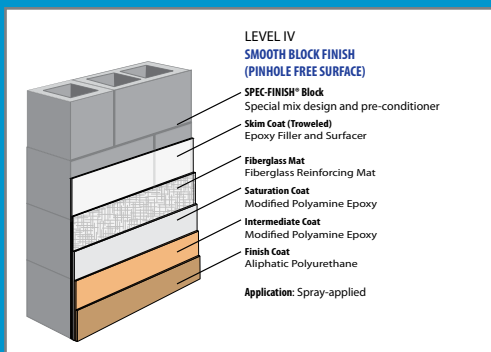 LEVEL IV
SMOOTH BLOCK FINISH
(PINHOLE FREE SURFACE)
SPEC-FINISH® Block
Special mix design and pre-conditioner
Skim Coat (Troweled)
Epoxy Filler and Surfacer
Fiberglass Mat
Fiberglass Reinforcing Mat
Saturation Coat
Modified Polyamine Epoxy
Intermediate Coat
Modified Polyamine Epoxy
Finish Coat
Aliphatic Polyurethane
Application: Spray-applied